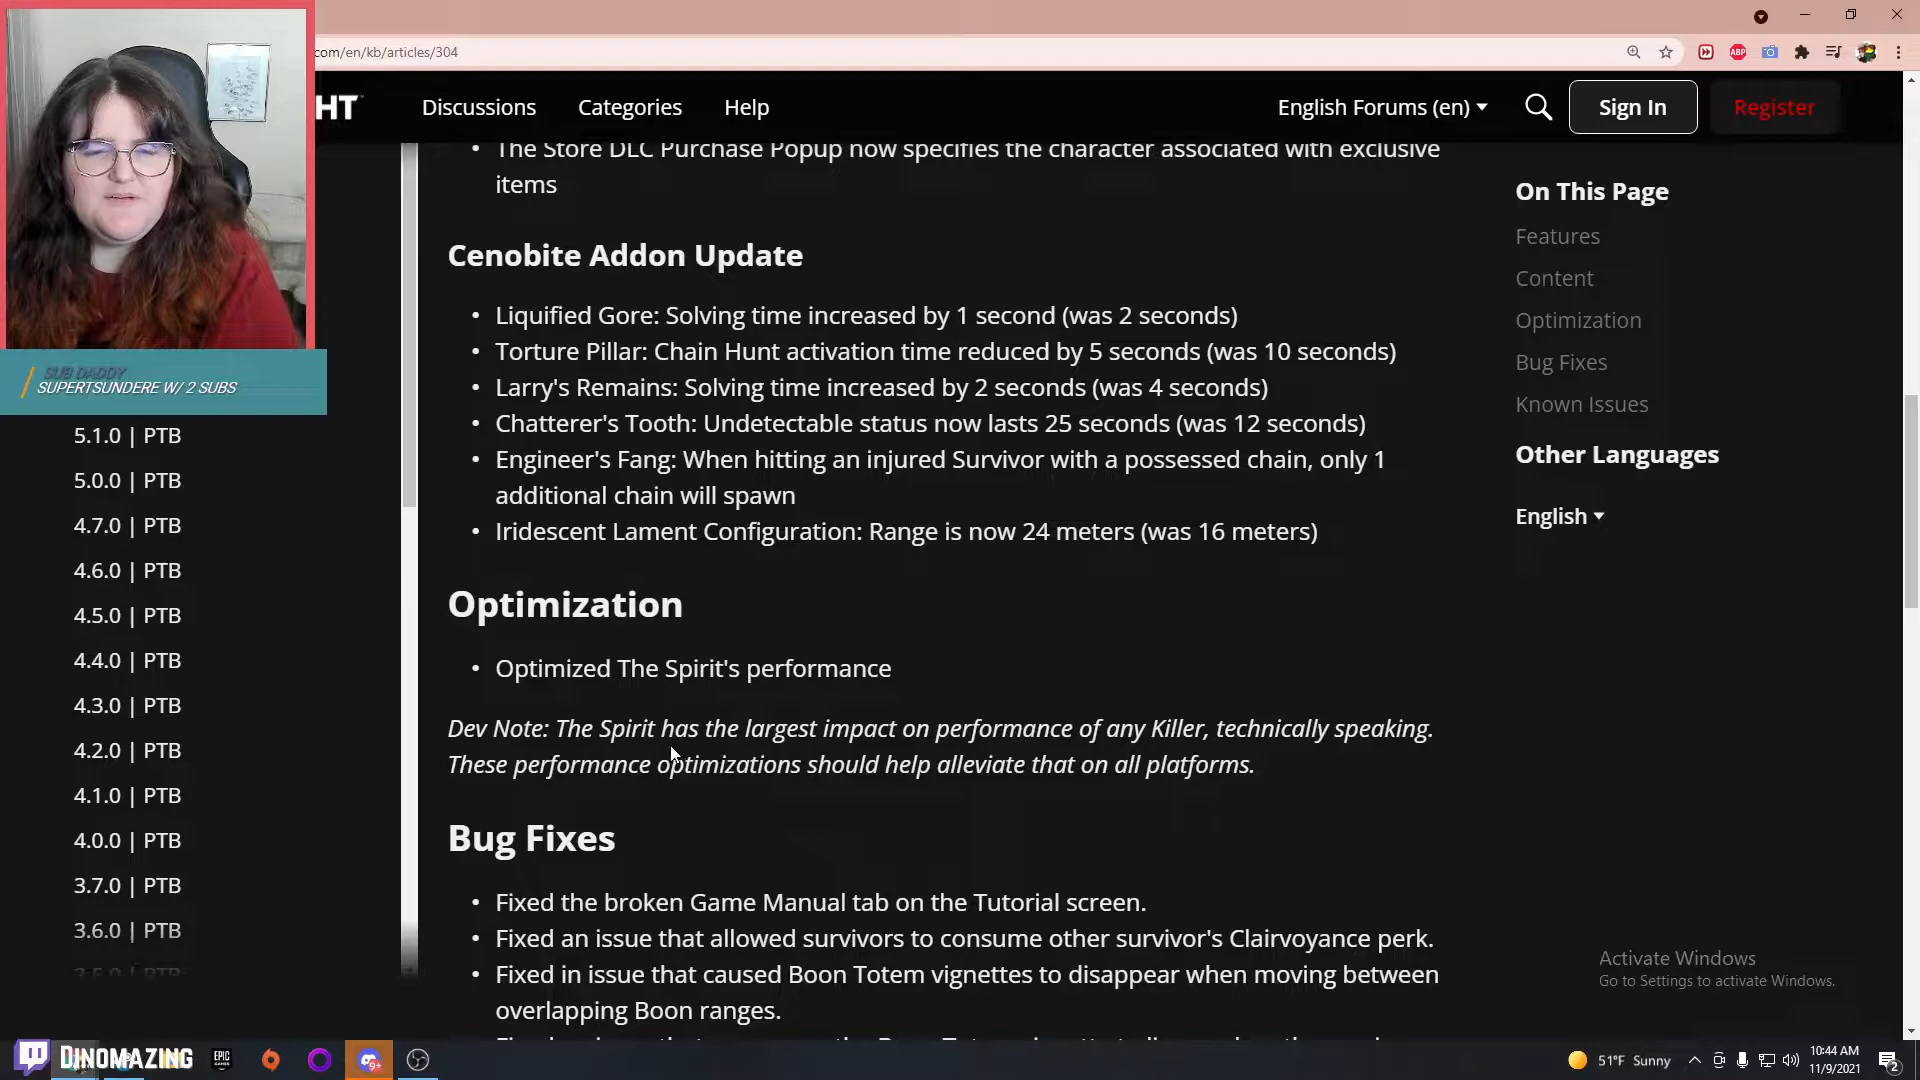 com/en/kb/articles/304
ABP
HT
Discussions
Categories
Help
English Forums (en)
Sign In
Register
The Store DLC Purchase Popup now specifies the character associated with exclusive
items
Cenobite Addon Update
• Liquified Gore: Solving time increased by 1 second (was 2 seconds)
• Torture Pillar: Chain Hunt activation time reduced by 5 seconds (was 10 seconds)
• Larry's Remains: Solving time increased by 2 seconds (was 4 seconds)
• Chatterer's Tooth: Undetectable status now lasts 25 seconds (was 12 seconds)
• Engineer's Fang: When hitting an injured Survivor with a possessed chain, only 1
additional chain will spawn
• Iridescent Lament Configuration: Range is now 24 meters (was 16 meters)
Optimization
• Optimized The Spirit's performance
Dev Note: The Spirit has the largest impact on performance of any Killer, technically speaking.
These performance optimizations should help alleviate that on all platforms.
Bug Fixes
• Fixed the broken Game Manual tab on the Tutorial screen.
• Fixed an issue that allowed survivors to consume other survivor's Clairvoyance perk.
• Fixed in issue that caused Boon Totem vignettes to disappear when moving between
overlapping Boon ranges.
On This Page
Features
Content
Optimization
Bug Fixes
Known Issues
Other Languages
English
SUB DADDY
SUPERTSUNDERE W/ 2 SUBS
5.1.0 | PTB
5.0.0 | PTB
4.7.0 | PTB
4.6.0 | PTB
4.5.0 | PTB
4.4.0 | PTB
4.3.0 | PTB
4.2.0 | PTB
4.1.0 | PTB
4.0.0 | PTB
3.7.0 | PTB
3.6.0 | PTB
3.5.0 | PTB
Activate Windows
Go to Settings to activate Windows.
DINOMAZING
EPIC
GAMES
9+
51°F Sunny
10:44 AM
11/9/2021
2